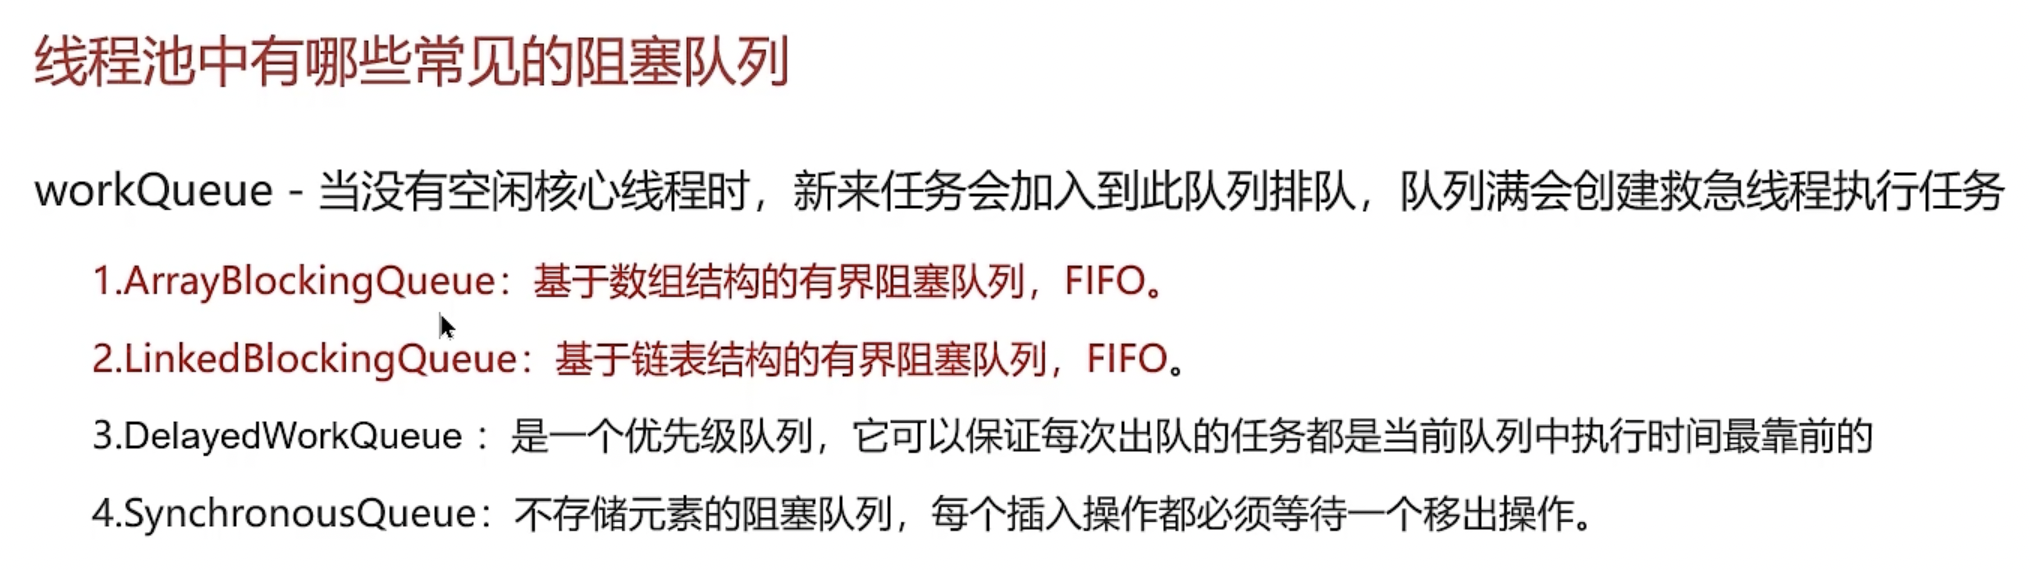 线程池中有哪些常见的阻塞队列
workQueue - 当没有空闲核心线程时，新来任务会加入到此队列排队，队列满会创建救急线程执行任务
1.ArrayBlockingQueue：基于数组结构的有界阻塞队列，FIFO。
2.LinkedBlockingQueue：基于链表结构的有界阻塞队列，FIFO。
3.DelayedWorkQueue ：是一个优先级队列，它可以保证每次出队的任务都是当前队列中执行时间最靠前的
4.SynchronousQueue：不存储元素的阻塞队列，每个插入操作都必须等待一个移出操作。